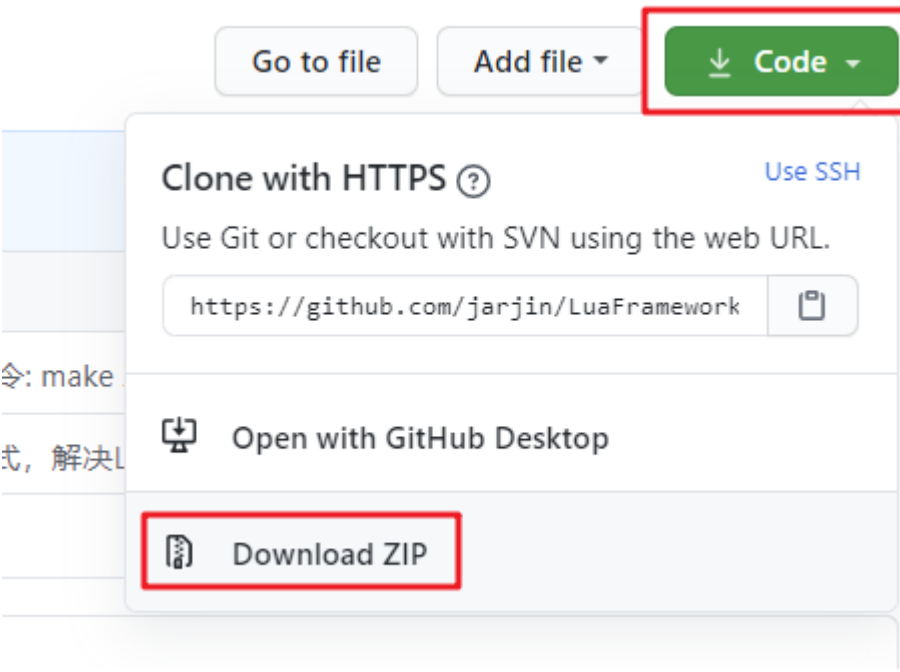 Go to file
Add file
Code
Clone with HTTPS
Use SSH
Use Git or checkout with SVN using the web URL.
https://github.com/jarjin/LuaFramework
令: make
Open with GitHub Desktop
式，解决L
Download ZIP